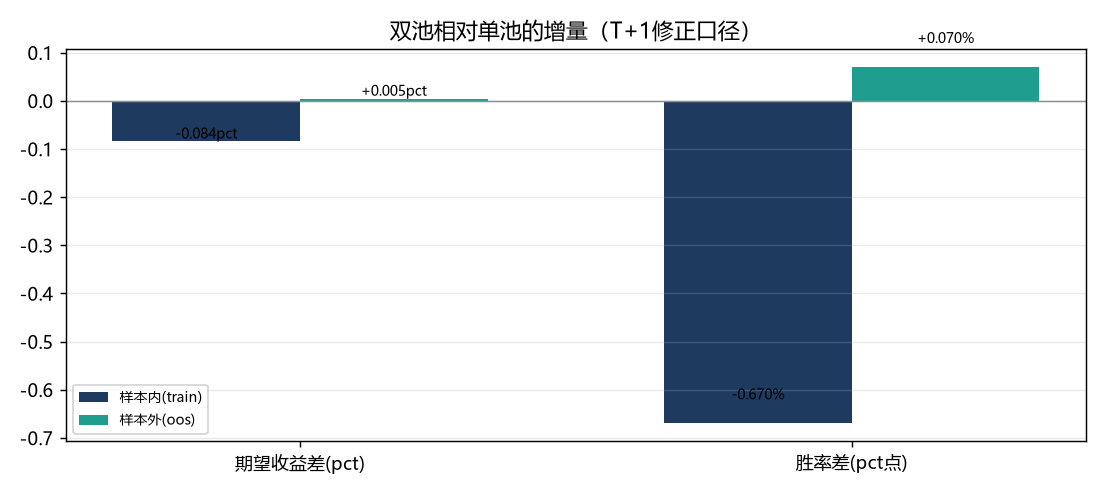 双池相对单池的增量（T+1修正口径）
0.1
0.0
-0.1
-0.2
-0.3
-0.4
-0.5
-0.6
-0.7
-0.084pct
+0.005pct
-0.670%
+0.070%
样本内(train)
样本外(oos)
期望收益差(pct)
胜率差(pct点)